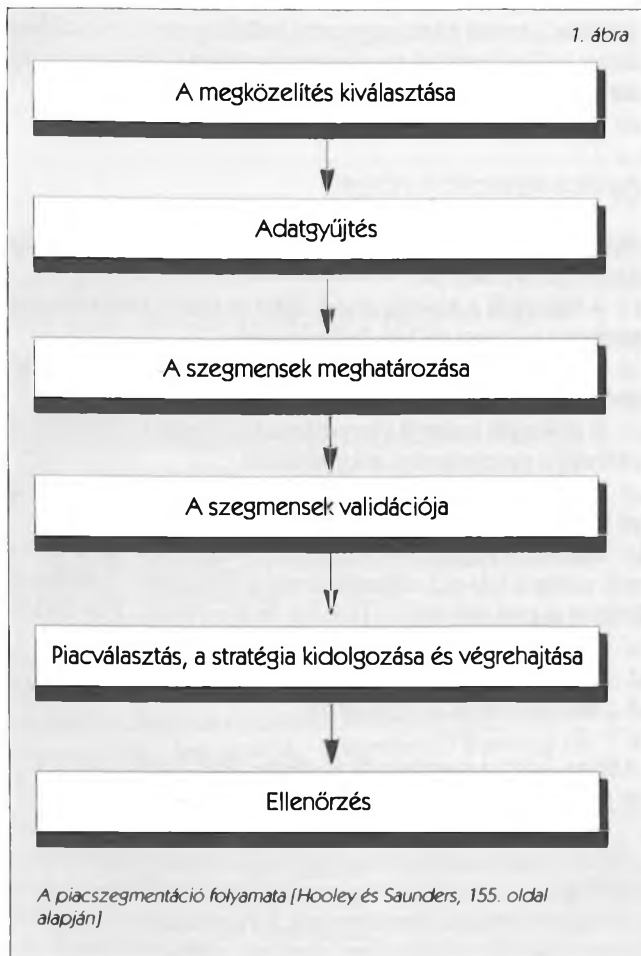 1. ábra
A megközelítés kiválasztása
Adatgyűjtés
A szegmensek meghatározása
A szegmensek validációja
Piacválasztás, a stratégia kidolgozása és végrehajtása
Ellenőrzés
A piacszegmentáció folyamata [Hooley és Saunders, 155. oldal
alapján]